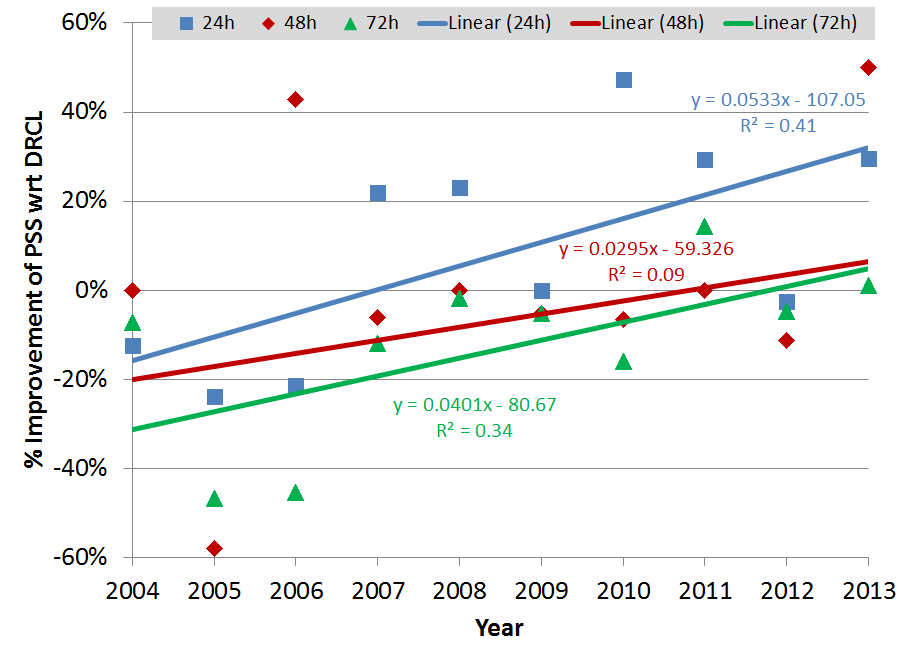 24h 48h 72h Linear (24h) Linear (48h) Linear (72h)
60%
40%
20%
0%
-20%
-40%
-60%
% Improvement of PSS wrt DRCL
y = 0.0533x - 107.05
R² = 0.41
y = 0.0295x - 59.326
R² = 0.09
y = 0.0401x - 80.67
R² = 0.34
2004 2005 2006 2007 2008 2009 2010 2011 2012 2013
Year